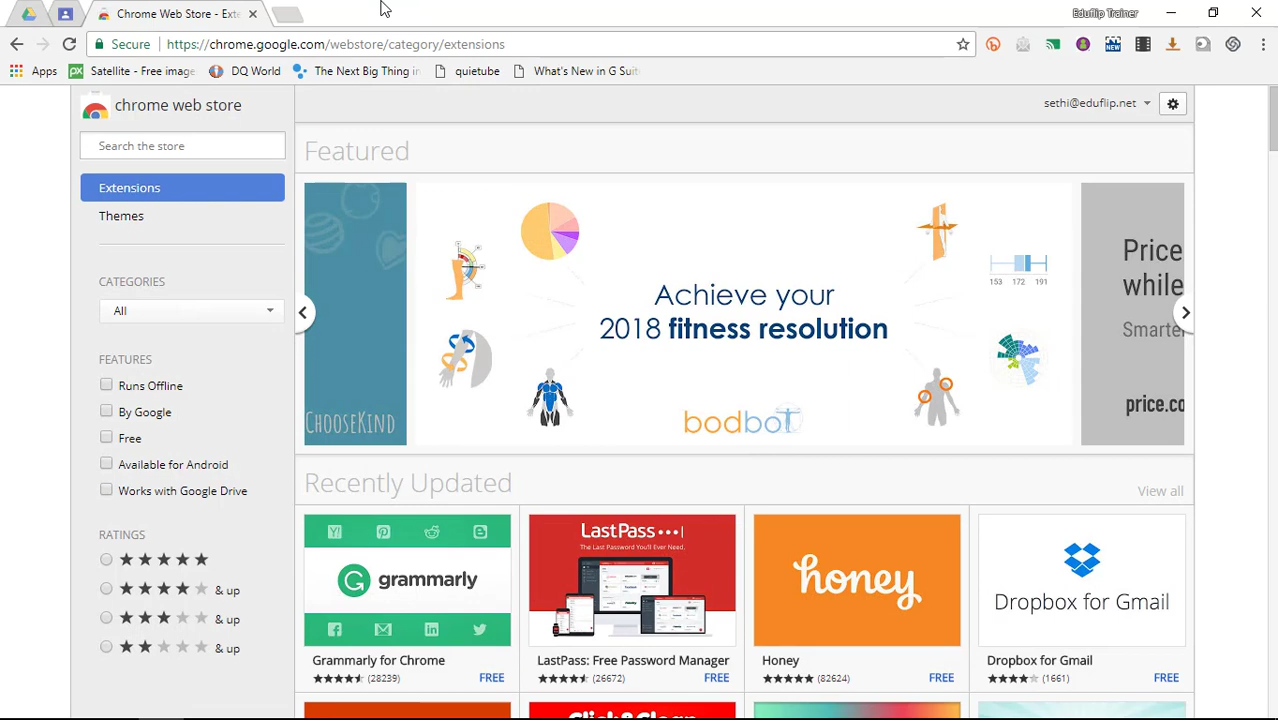 Chrome Web Store - Exte
Eduflip Trainer
Secure
https://chrome.google.com/webstore/category/extensions
NEW
Apps
Satellite - Free image
DQ World
The Next Big Thing in
quietube
What's New in G Suit
chrome web store
sethi@eduflip.net
Search the store
Extensions
Themes
CATEGORIES
All
FEATURES
Runs Offline
By Google
Free
Available for Android
Works with Google Drive
RATINGS
& up
& up
& up
Featured
CHOOSEKIND
Achieve your
2018 fitness resolution
153 172 191
bodbot
Price
while
Smarte
price.co
Recently Updated
View all
grammarly
Grammarly for Chrome
(28239)
FREE
LastPass
The Last Password You'll Ever Need.
LastPass: Free Password Manager
(26672)
FREE
honey
Honey
(82624)
FREE
Dropbox for Gmail
Dropbox for Gmail
(1661)
FREE
Click&Clean